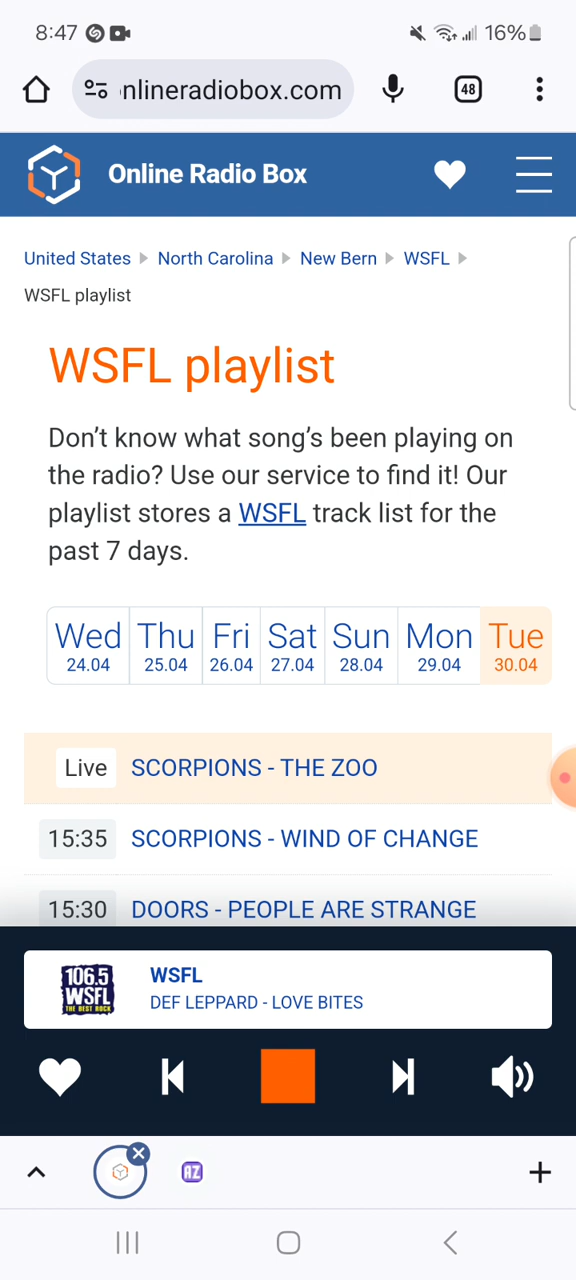 8:47 16%
nlineradiobox.com 48
Online Radio Box
United States North Carolina New Bern WSFL
WSFL playlist
WSFL playlist
Don't know what song's been playing on
the radio? Use our service to find it! Our
playlist stores a WSFL track list for the
past 7 days.
Wed Thu Fri Sat Sun Mon Tue
24.04 25.04 26.04 27.04 28.04 29.04 30.04
Live SCORPIONS - THE ZOO
15:35 SCORPIONS - WIND OF CHANGE
15:30 DOORS - PEOPLE ARE STRANGE
106.5
WSFL
THE BEST ROCK
WSFL
DEF LEPPARD - LOVE BITES
AZ